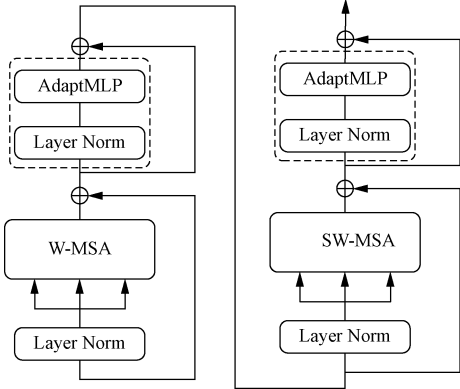 AdaptMLP
Layer Norm
W-MSA
Layer Norm
AdaptMLP
Layer Norm
SW-MSA
Layer Norm